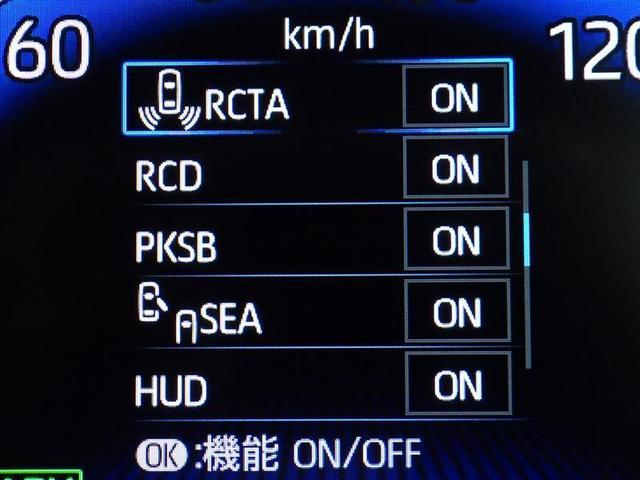 60 km/h 120
RCTA ON
RCD ON
PKSB ON
SEA ON
HUD ON
OK:機能 ON/OFF